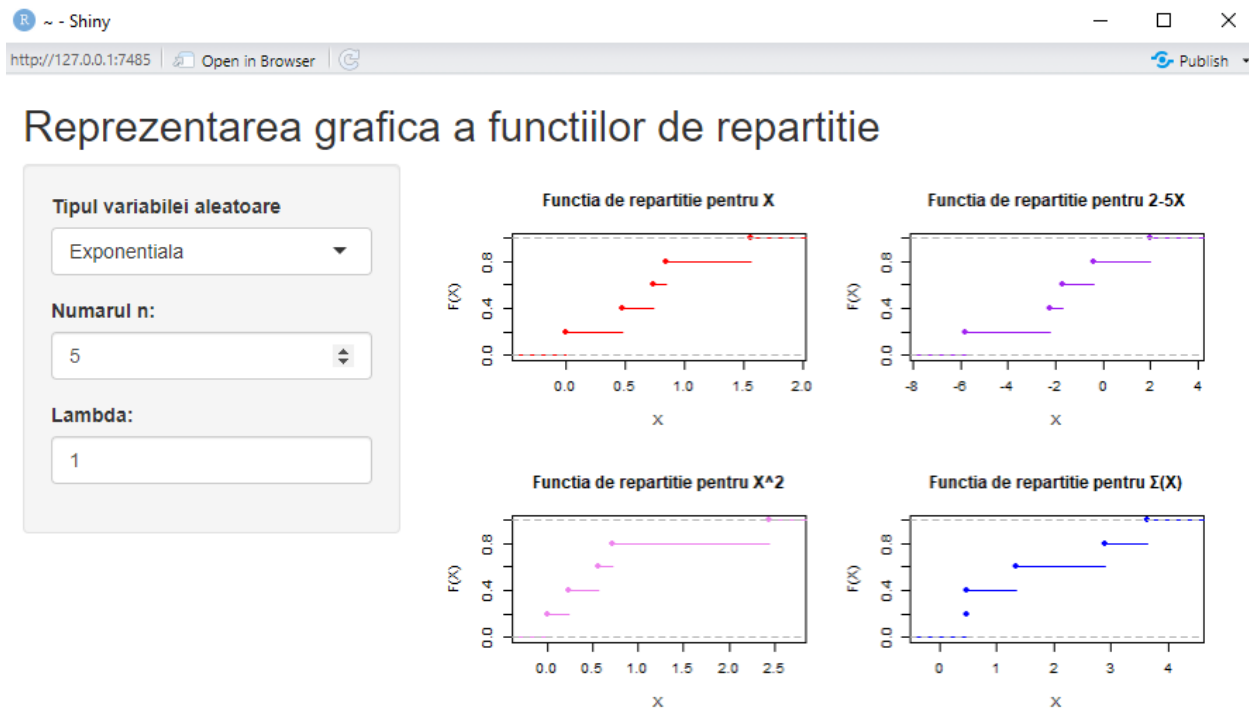 R ~ - Shiny
http://127.0.0.1:7485 Open in Browser Publish
Reprezentarea grafica a functiilor de repartitie
Tipul variabilei aleatoare
Exponentiala
Numarul n:
5
Lambda:
1
Functia de repartitie pentru X
F(X)
0.0 0.4 0.8
0.0 0.5 1.0 1.5 2.0
X
Functia de repartitie pentru 2-5X
F(X)
0.0 0.4 0.8
-8 -6 -4 -2 0 2 4
X
Functia de repartitie pentru X^2
F(X)
0.0 0.4 0.8
0.0 0.5 1.0 1.5 2.0 2.5
X
Functia de repartitie pentru Σ(X)
F(X)
0.0 0.4 0.8
0 1 2 3 4
X